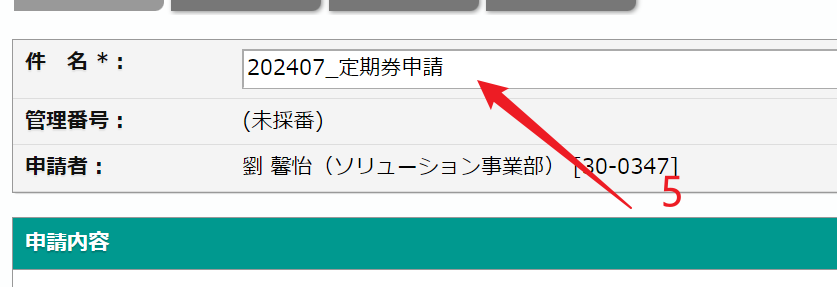 件　名 *：
202407_定期券申請
管理番号：
(未採番)
申請者：
劉 馨怡（ソリューション事業部） [30-0347]
5
申請内容